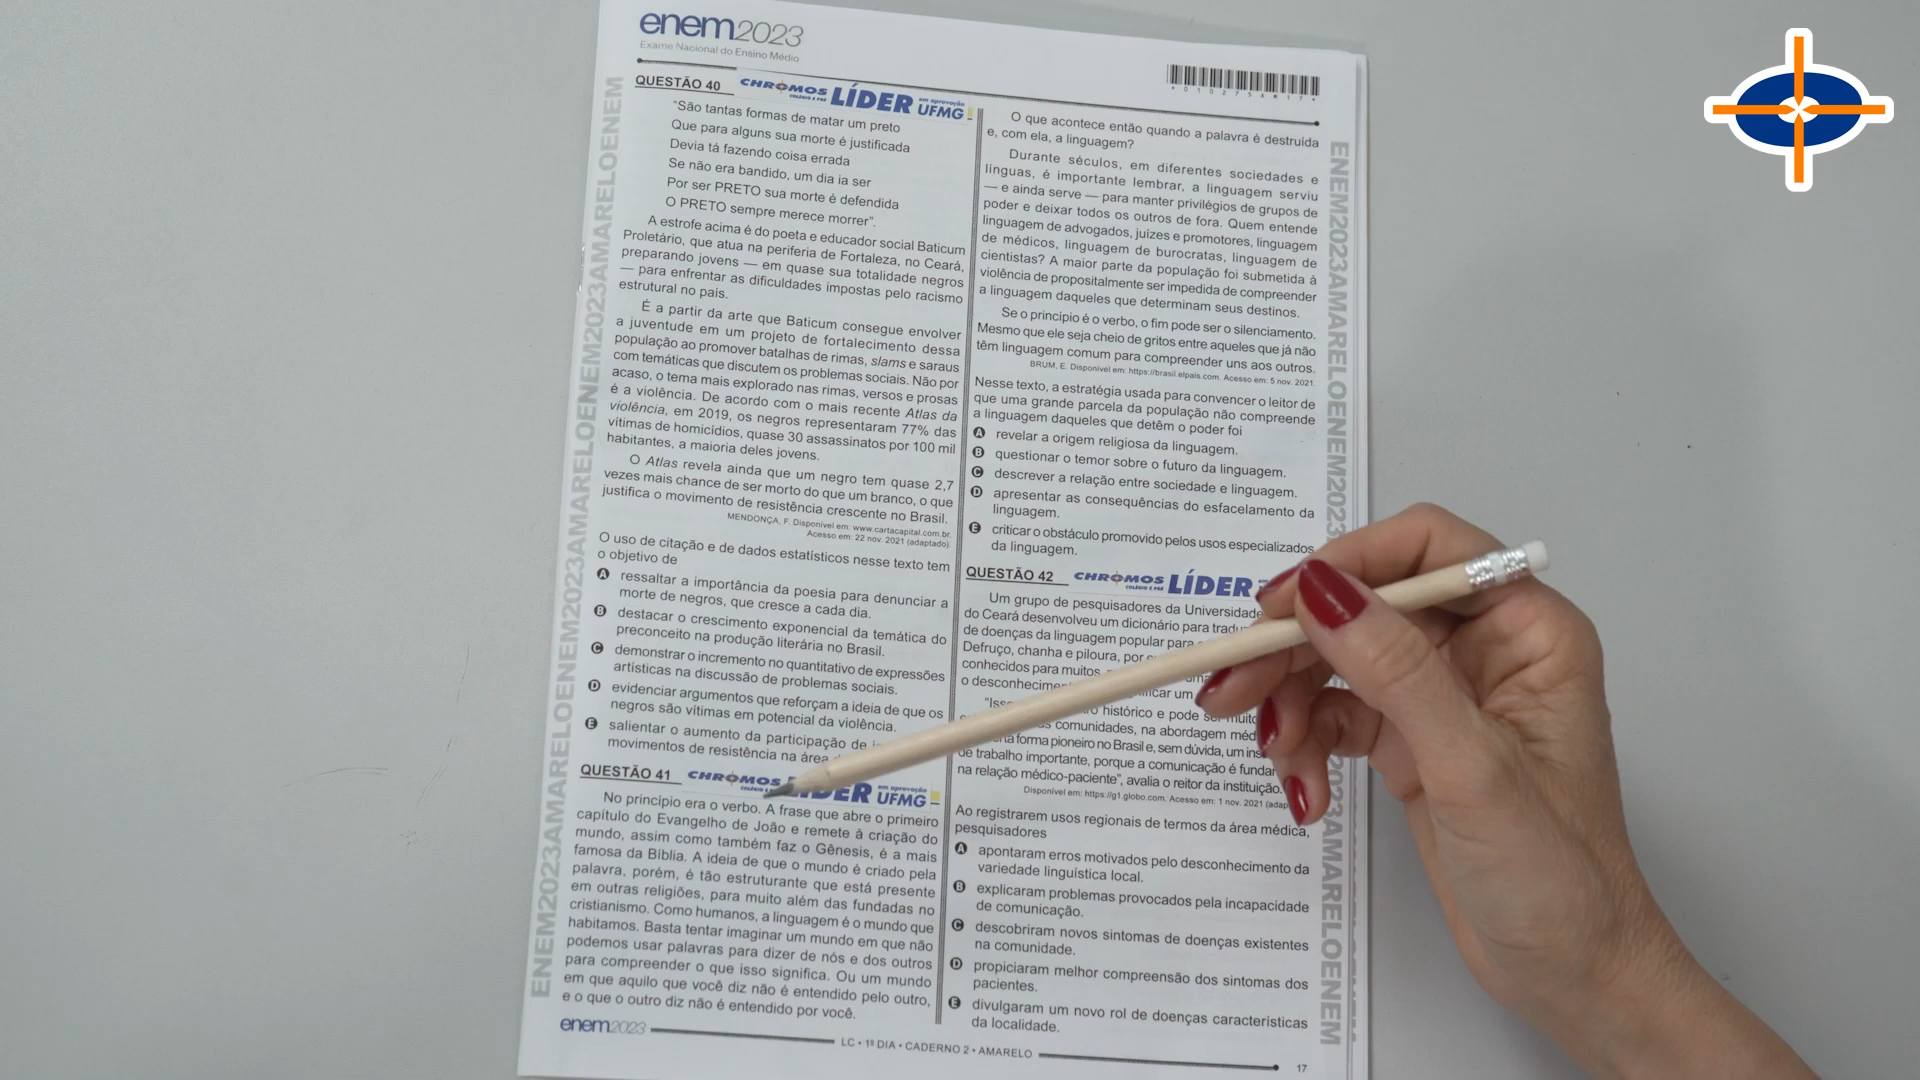 enem2023
Exame Nacional do Ensino Médio
*010275AM17*
QUESTÃO 40
CHROMOS
COLÉGIO E PRÉ
LÍDER
em aprovação
UFMG
"São tantas formas de matar um preto
Que para alguns sua morte é justificada
Devia tá fazendo coisa errada
Se não era bandido, um dia ia ser
Por ser PRETO sua morte é defendida
O PRETO sempre merece morrer".
A estrofe acima é do poeta e educador social Baticum
Proletário, que atua na periferia de Fortaleza, no Ceará,
preparando jovens — em quase sua totalidade negros
— para enfrentar as dificuldades impostas pelo racismo
estrutural no país.
É a partir da arte que Baticum consegue envolver
a juventude em um projeto de fortalecimento dessa
população ao promover batalhas de rimas, slams e saraus
com temáticas que discutem os problemas sociais. Não por
acaso, o tema mais explorado nas rimas, versos e prosas
é a violência. De acordo com o mais recente Atlas da
violência, em 2019, os negros representaram 77% das
vítimas de homicídios, quase 30 assassinatos por 100 mil
habitantes, a maioria deles jovens.
O Atlas revela ainda que um negro tem quase 2,7
vezes mais chance de ser morto do que um branco, o que
justifica o movimento de resistência crescente no Brasil.
MENDONÇA, F. Disponível em: www.cartacapital.com.br.
Acesso em: 22 nov. 2021 (adaptado).
O uso de citação e de dados estatísticos nesse texto tem
o objetivo de
A ressaltar a importância da poesia para denunciar a
morte de negros, que cresce a cada dia.
B destacar o crescimento exponencial da temática do
preconceito na produção literária no Brasil.
C demonstrar o incremento no quantitativo de expressões
artísticas na discussão de problemas sociais.
D evidenciar argumentos que reforçam a ideia de que os
negros são vítimas em potencial da violência.
E salientar o aumento da participação de
movimentos de resistência na área
QUESTÃO 41
CHROMOS
LÍDER
em aprovação
UFMG
No princípio era o verbo. A frase que abre o primeiro
capítulo do Evangelho de João e remete à criação do
mundo, assim como também faz o Gênesis, é a mais
famosa da Bíblia. A ideia de que o mundo é criado pela
palavra, porém, é tão estruturante que está presente
em outras religiões, para muito além das fundadas no
cristianismo. Como humanos, a linguagem é o mundo que
habitamos. Basta tentar imaginar um mundo em que não
podemos usar palavras para dizer de nós e dos outros
para compreender o que isso significa. Ou um mundo
em que aquilo que você diz não é entendido pelo outro,
e o que o outro diz não é entendido por você.
O que acontece então quando a palavra é destruída
e, com ela, a linguagem?
Durante séculos, em diferentes sociedades e
línguas, é importante lembrar, a linguagem serviu
— e ainda serve — para manter privilégios de grupos de
poder e deixar todos os outros de fora. Quem entende
linguagem de advogados, juízes e promotores, linguagem
de médicos, linguagem de burocratas, linguagem de
cientistas? A maior parte da população foi submetida à
violência de propositalmente ser impedida de compreender
a linguagem daqueles que determinam seus destinos.
Se o princípio é o verbo, o fim pode ser o silenciamento.
Mesmo que ele seja cheio de gritos entre aqueles que já não
têm linguagem comum para compreender uns aos outros.
BRUM, E. Disponível em: https://brasil.elpais.com. Acesso em: 5 nov. 2021.
Nesse texto, a estratégia usada para convencer o leitor de
que uma grande parcela da população não compreende
a linguagem daqueles que detêm o poder foi
A revelar a origem religiosa da linguagem.
B questionar o temor sobre o futuro da linguagem.
C descrever a relação entre sociedade e linguagem.
D apresentar as consequências do esfacelamento da
linguagem.
E criticar o obstáculo promovido pelos usos especializados
da linguagem.
QUESTÃO 42
CHROMOS
COLÉGIO E PRÉ
LÍDER
Um grupo de pesquisadores da Universidade
do Ceará desenvolveu um dicionário para
de doenças da linguagem popular para
Defruço, chanha e piloura, por
conhecidos para muitos,
o
histórico e pode ser muito
comunidades, na abordagem
forma pioneiro no Brasil e, sem dúvida, um
de trabalho importante, porque a comunicação é
na relação médico-paciente", avalia o reitor da instituição.
Disponível em: https://g1.globo.com. Acesso em: 1 nov. 2021
Ao registrarem usos regionais de termos da área médica,
pesquisadores
A apontaram erros motivados pelo desconhecimento da
variedade linguística local.
B explicaram problemas provocados pela incapacidade
de comunicação.
C descobriram novos sintomas de doenças existentes
na comunidade.
D propiciaram melhor compreensão dos sintomas dos
pacientes.
E divulgaram um novo rol de doenças características
da localidade.
ENEM2023AMARELOENEM2023AMARELOENEM2023AMARELOENEM
ENEM2023AMARELOENEM2023
2023AMARELOENEM
enem2023
LC • 1º DIA • CADERNO 2 • AMARELO
17